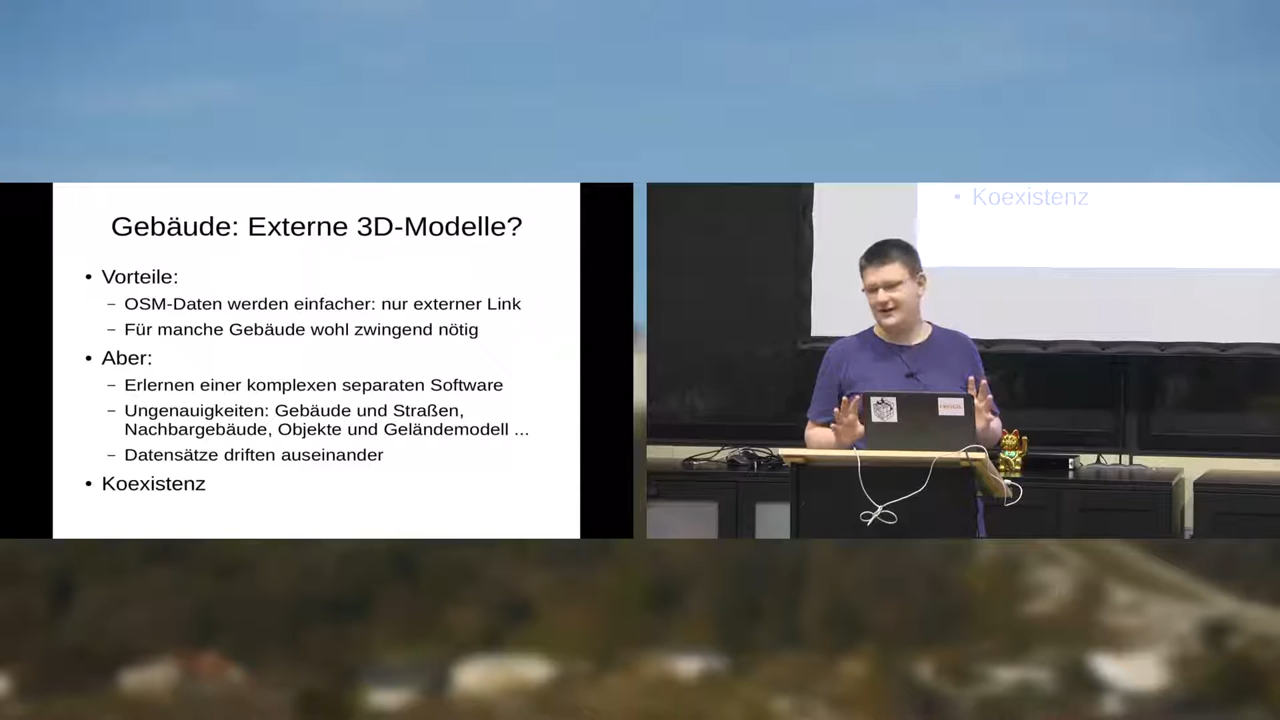 Gebäude: Externe 3D-Modelle?
• Vorteile:
– OSM-Daten werden einfacher: nur externer Link
– Für manche Gebäude wohl zwingend nötig
• Aber:
– Erlernen einer komplexen separaten Software
– Ungenauigkeiten: Gebäude und Straßen,
Nachbargebäude, Objekte und Geländemodell ...
– Datensätze driften auseinander
• Koexistenz
• Koexistenz